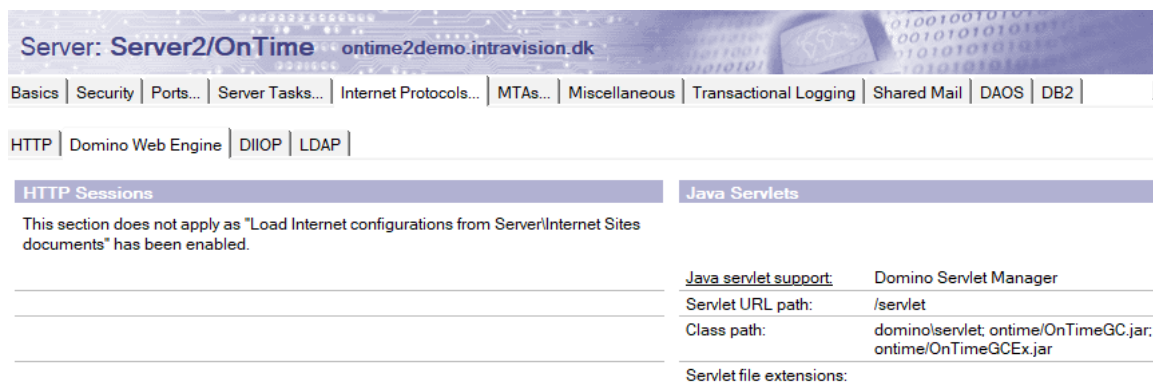 Server: Server2/OnTime ontime2demo.intravision.dk
Basics Security Ports... Server Tasks... Internet Protocols... MTAs... Miscellaneous Transactional Logging Shared Mail DAOS DB2
HTTP Domino Web Engine DIIOP LDAP
HTTP Sessions
This section does not apply as "Load Internet configurations from Server\Internet Sites
documents" has been enabled.
Java Servlets
Java servlet support: Domino Servlet Manager
Servlet URL path: /servlet
Class path: domino\servlet; ontime/OnTimeGC.jar;
ontime/OnTimeGCEx.jar
Servlet file extensions: